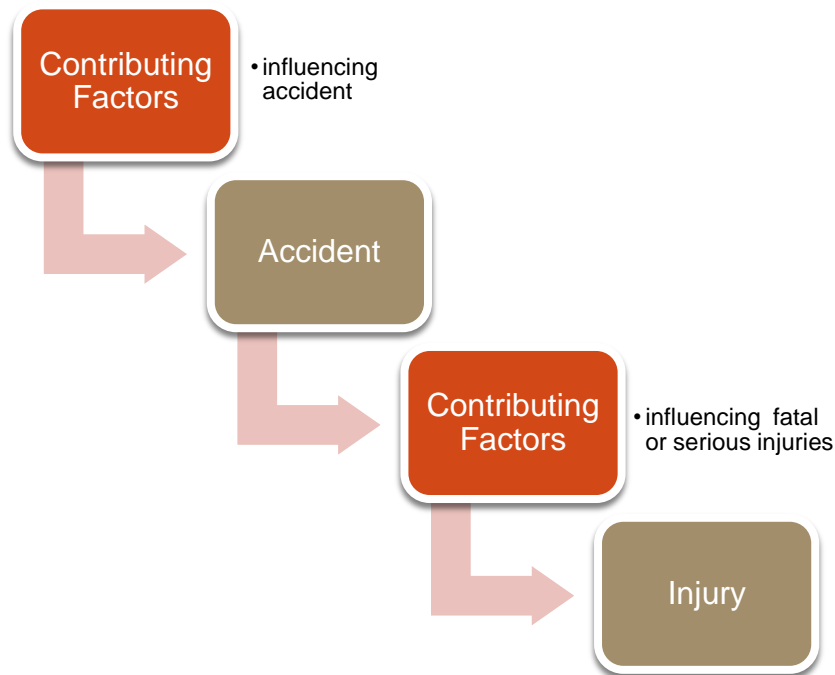 Contributing
Factors
• influencing
accident
Accident
Contributing
Factors
• influencing fatal
or serious injuries
Injury